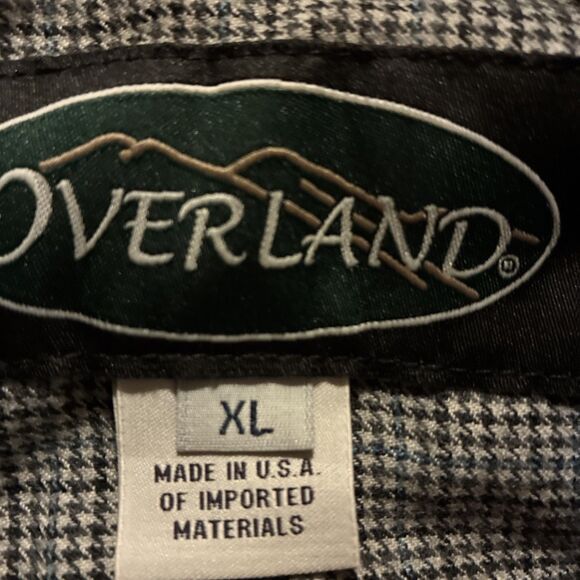 OVERLAND®
XL
MADE IN U.S.A.
OF IMPORTED
MATERIALS